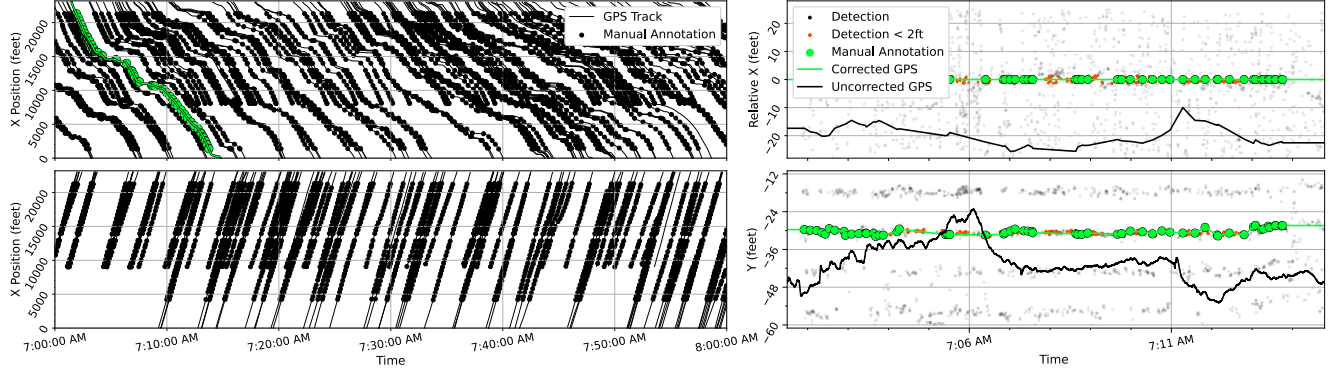 X Position (feet)
20000
15000
10000
5000
0
GPS Track
Manual Annotation
X Position (feet)
20000
15000
10000
5000
0
7:00:00 AM
7:10:00 AM
7:20:00 AM
7:30:00 AM
7:40:00 AM
7:50:00 AM
8:00:00 AM
Time
Relative X (feet)
20
10
0
−10
−20
Detection
Detection < 2ft
Manual Annotation
Corrected GPS
Uncorrected GPS
Y (feet)
−12
−24
−36
−48
−60
7:06 AM
7:11 AM
Time